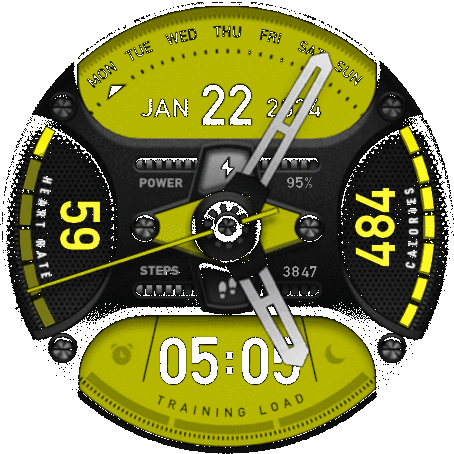 MON TUE WED THU FRI SAT SUN
JAN 22 2024
POWER 95%
HEART RATE 59
484 CALORIES
STEPS 3847
05:05
TRAINING LOAD